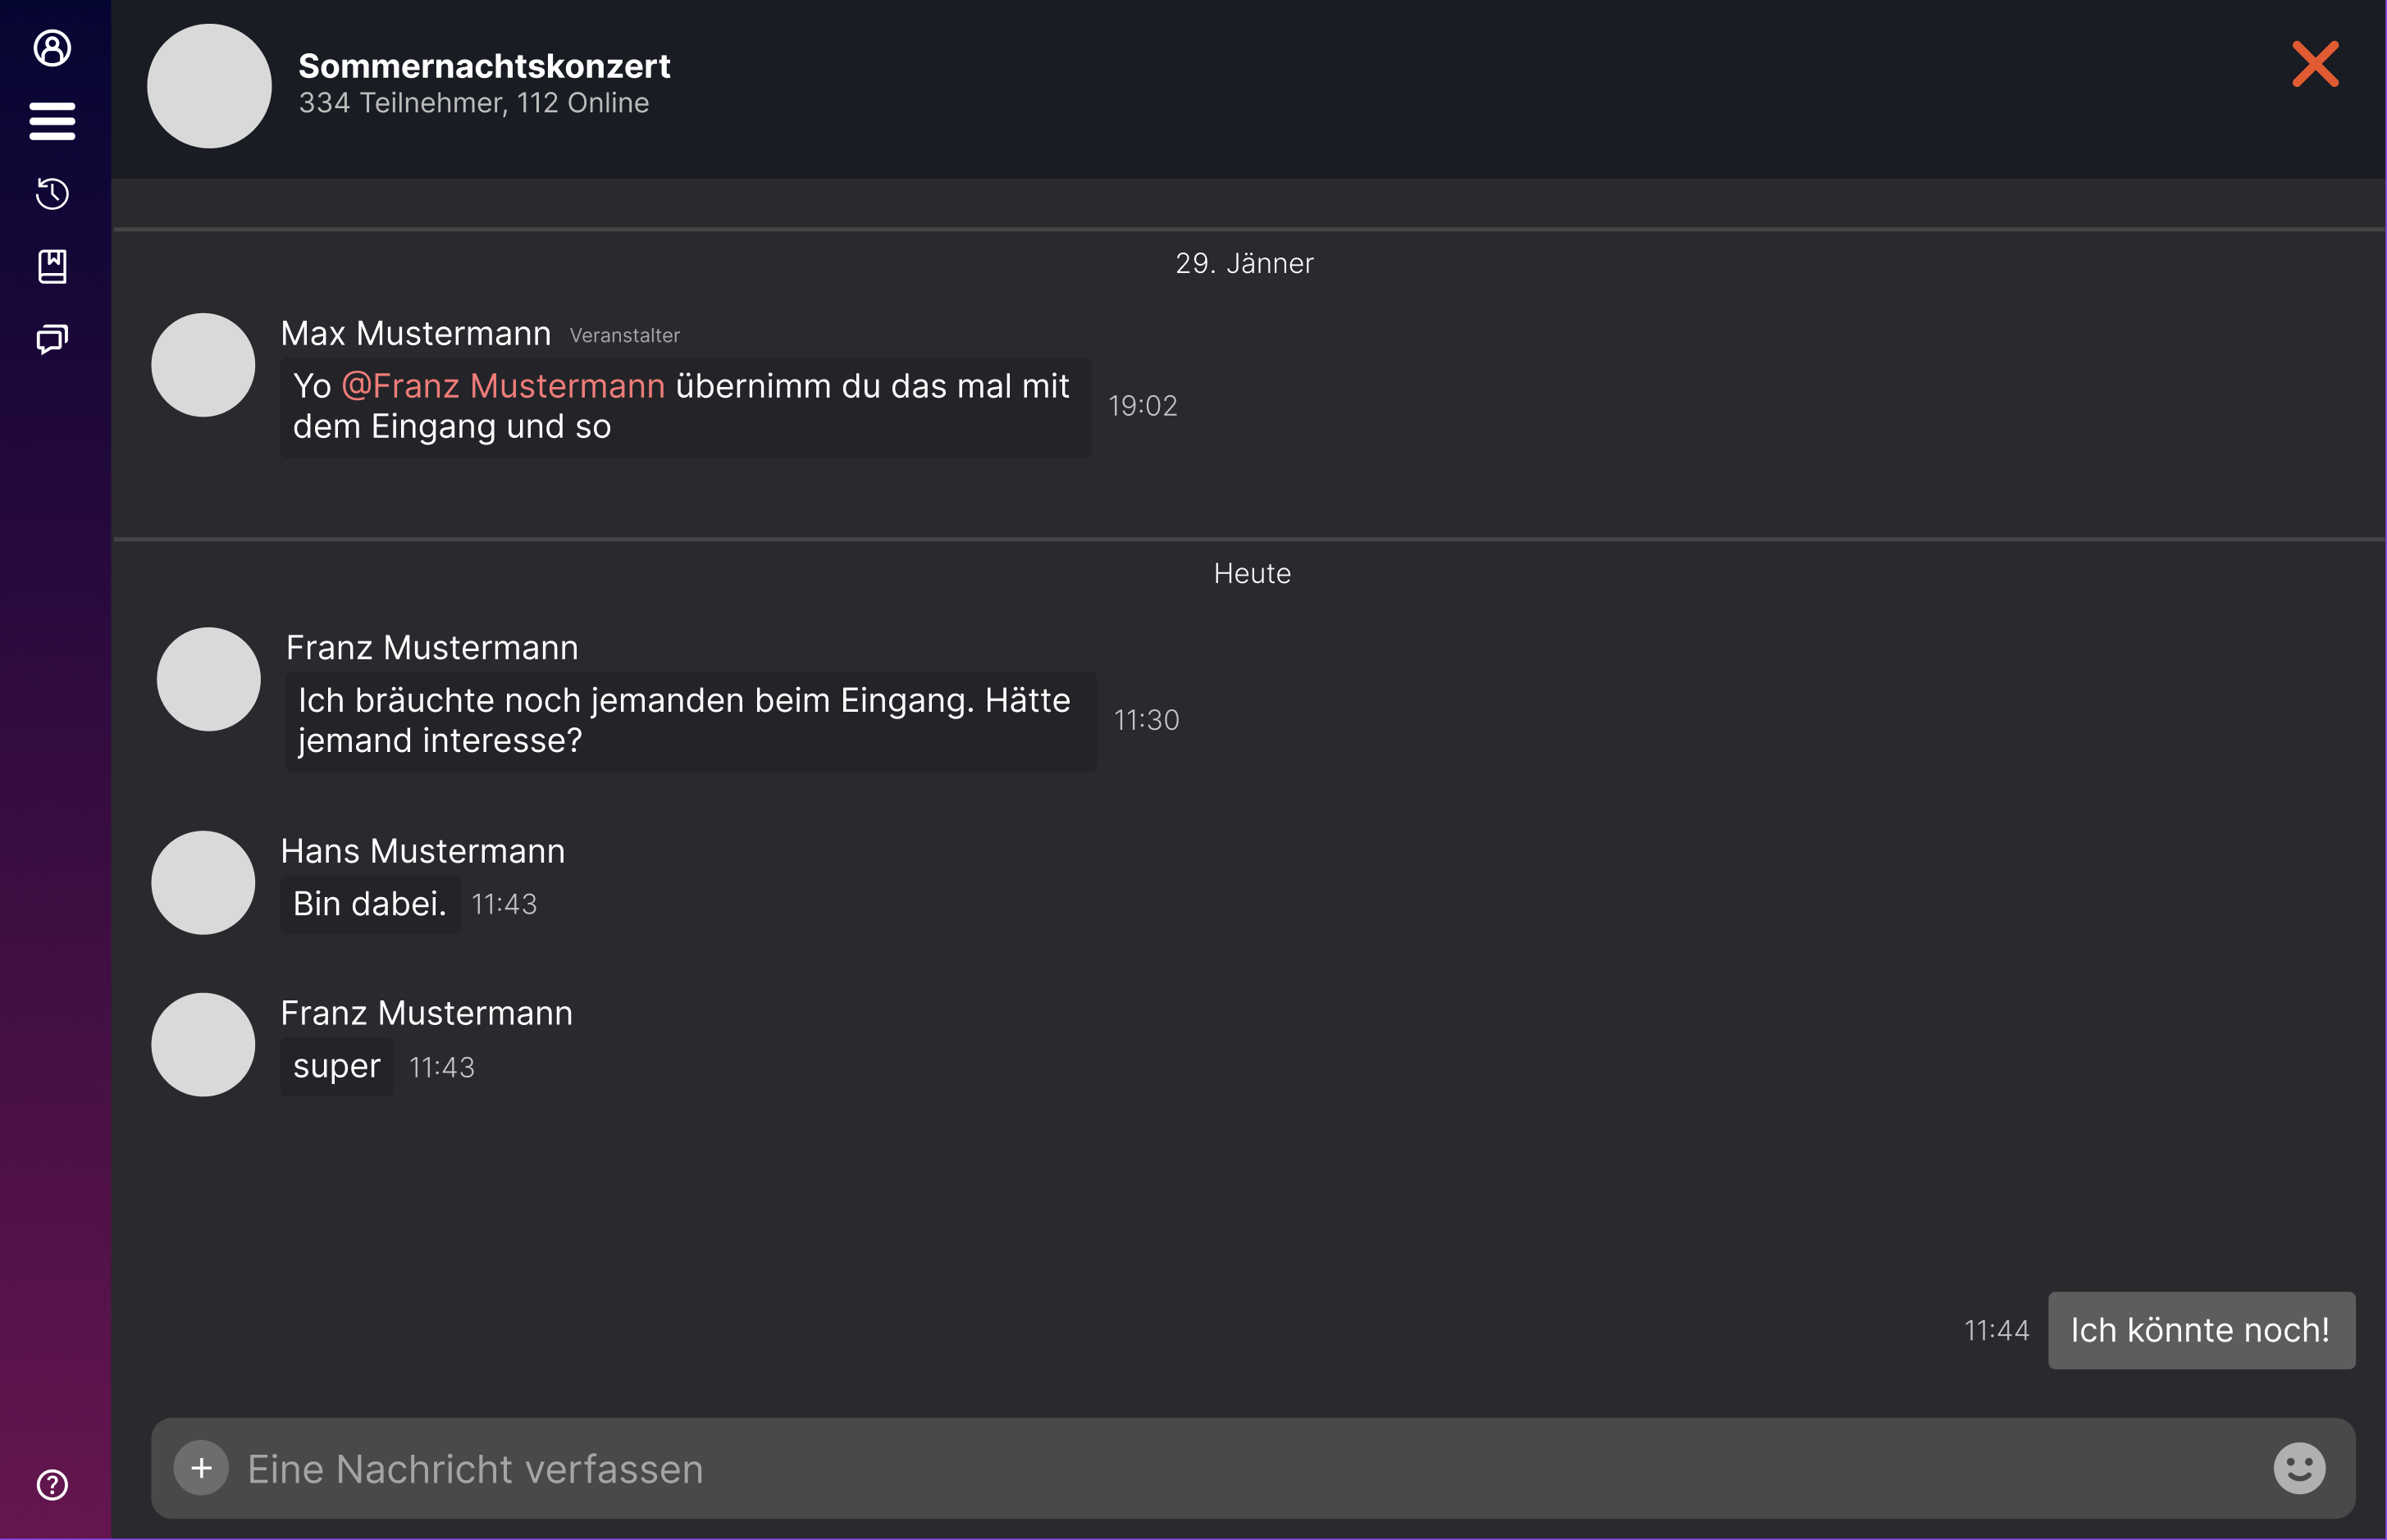 Sommernachtskonzert
334 Teilnehmer, 112 Online
29. Jänner
Max Mustermann Veranstalter
Yo @Franz Mustermann übernimm du das mal mit
dem Eingang und so
19:02
Heute
Franz Mustermann
Ich bräuchte noch jemanden beim Eingang. Hätte
jemand interesse?
11:30
Hans Mustermann
Bin dabei. 11:43
Franz Mustermann
super 11:43
11:44 Ich könnte noch!
Eine Nachricht verfassen